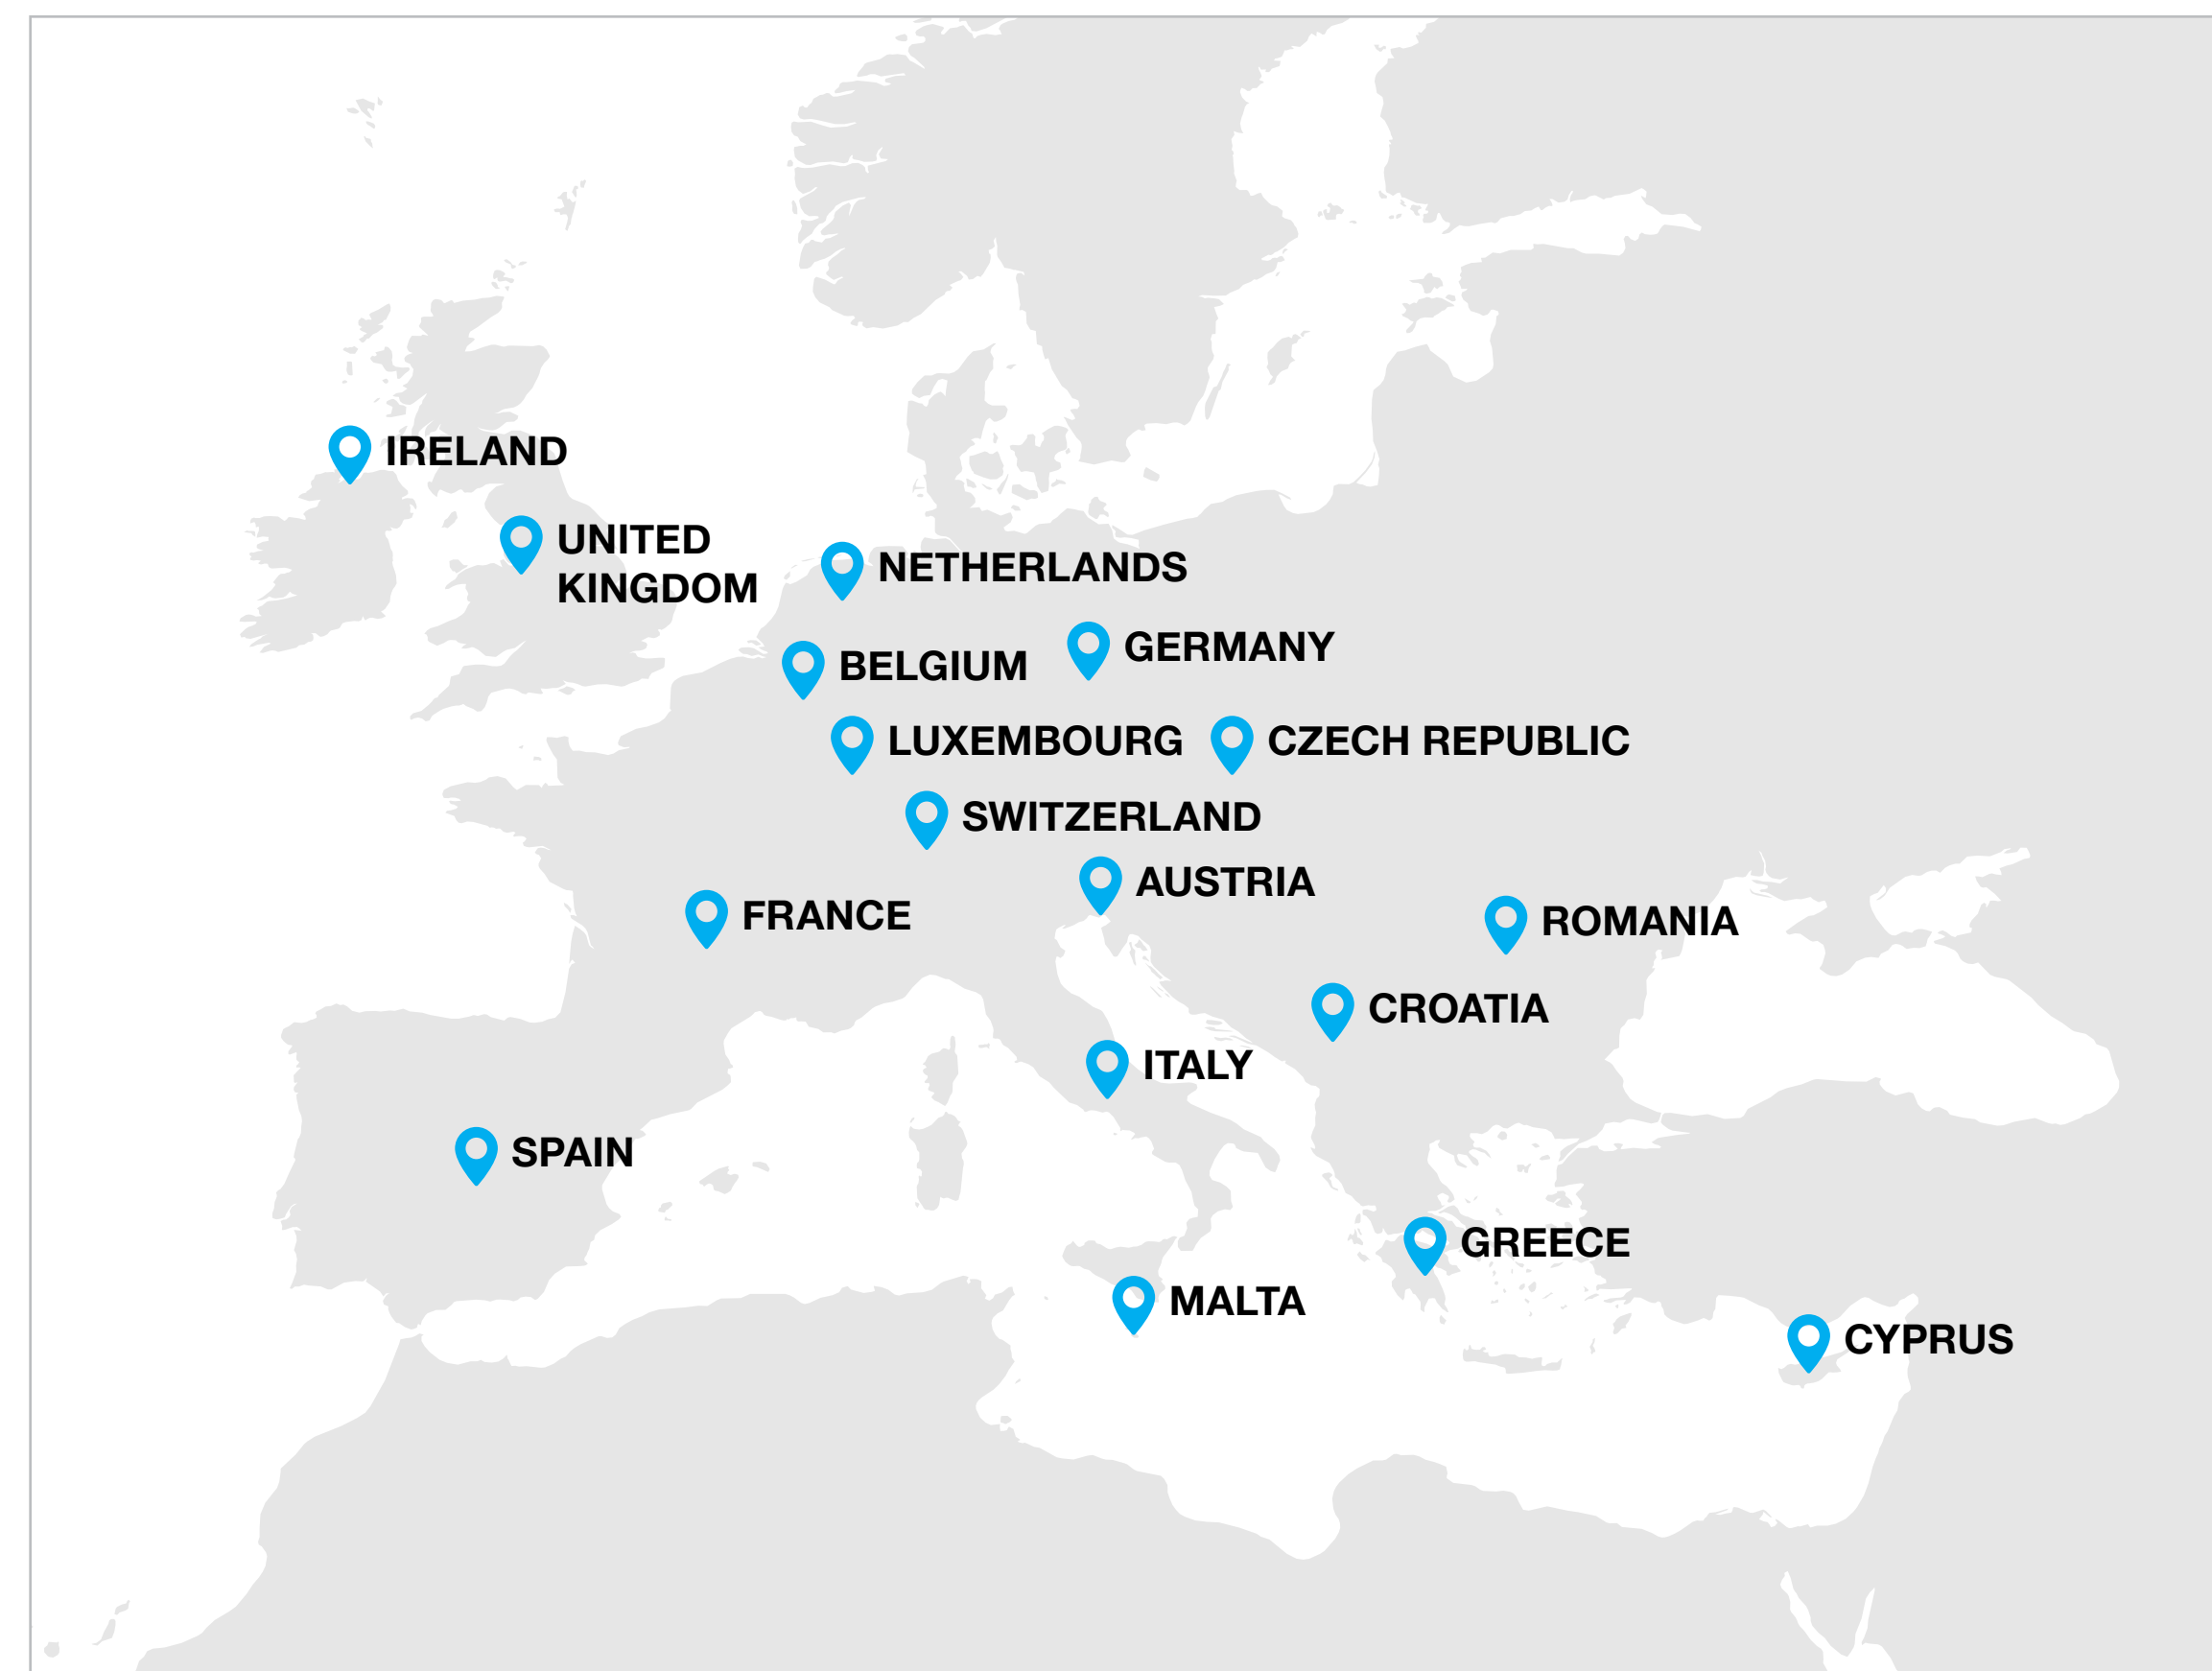 IRELAND
UNITED
KINGDOM
NETHERLANDS
GERMANY
BELGIUM
LUXEMBOURG
CZECH REPUBLIC
SWITZERLAND
AUSTRIA
FRANCE
ROMANIA
CROATIA
ITALY
SPAIN
GREECE
MALTA
CYPRUS